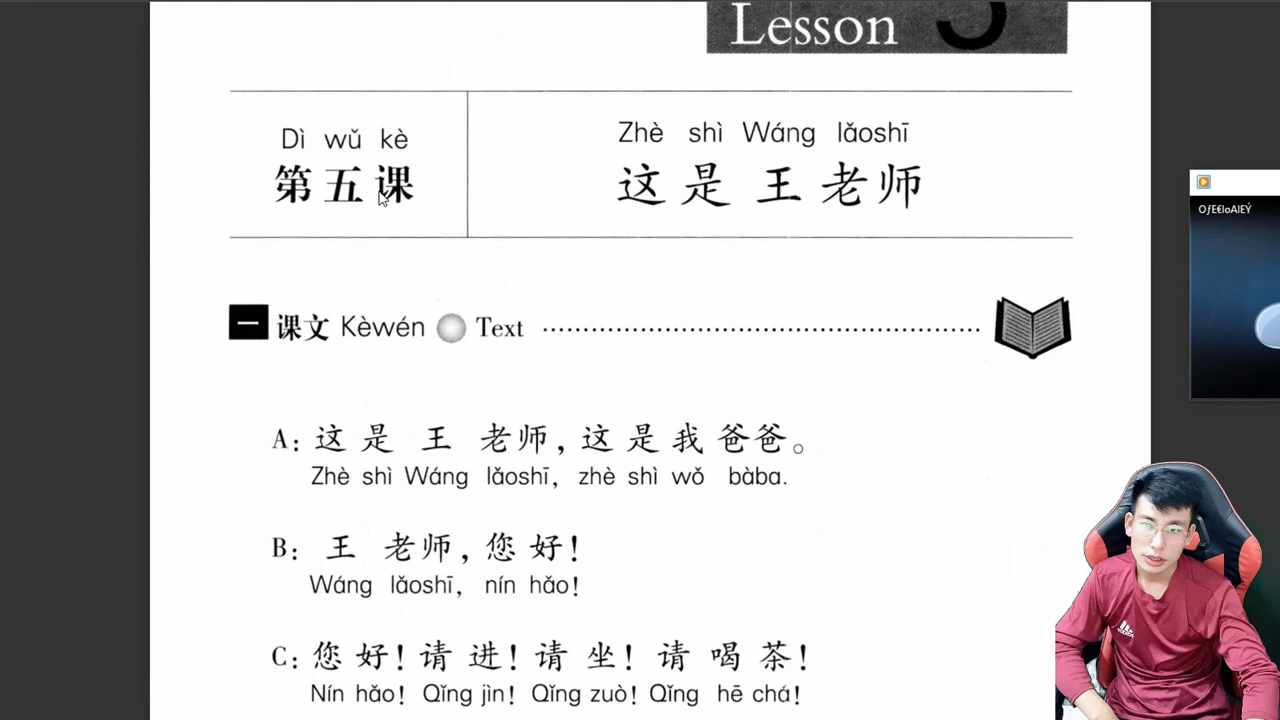 Lesson 5
Dì wǔ kè
第五课
Zhè shì Wáng lǎoshī
这是王老师
一 课文 Kèwén Text
A: 这是王老师,这是我爸爸。
Zhè shì Wáng lǎoshī, zhè shì wǒ bàba.
B: 王老师,您好!
Wáng lǎoshī, nín hǎo!
C: 您好!请进!请坐!请喝茶!
Nín hǎo! Qǐng jìn! Qǐng zuò! Qǐng hē chá!